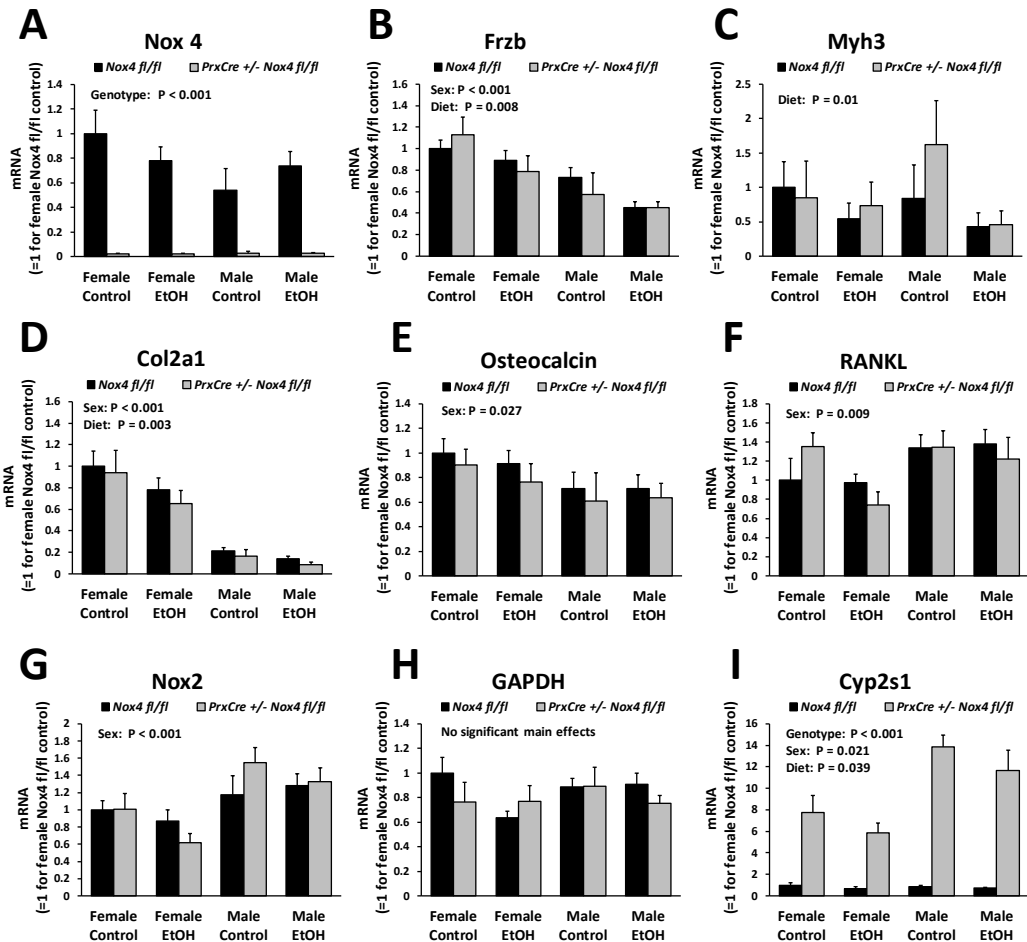 A
Nox 4
Nox4 fl/fl PrxCre +/- Nox4 fl/fl
Genotype: P < 0.001
mRNA
(=1 for female Nox4 fl/fl control)
1.4
1.2
1
0.8
0.6
0.4
0.2
0
Female Control
Female EtOH
Male Control
Male EtOH
B
Frzb
Nox4 fl/fl PrxCre +/- Nox4 fl/fl
Sex: P < 0.001
Diet: P = 0.008
mRNA
(=1 for female Nox4 fl/fl control)
1.4
1.2
1
0.8
0.6
0.4
0.2
0
Female Control
Female EtOH
Male Control
Male EtOH
C
Myh3
Nox4 fl/fl PrxCre +/- Nox4 fl/fl
Diet: P = 0.01
mRNA
(=1 for female Nox4 fl/fl control)
2.5
2
1.5
1
0.5
0
Female Control
Female EtOH
Male Control
Male EtOH
D
Col2a1
Nox4 fl/fl PrxCre +/- Nox4 fl/fl
Sex: P < 0.001
Diet: P = 0.003
mRNA
(=1 for female Nox4 fl/fl control)
1.4
1.2
1
0.8
0.6
0.4
0.2
0
Female Control
Female EtOH
Male Control
Male EtOH
E
Osteocalcin
Nox4 fl/fl PrxCre +/- Nox4 fl/fl
Sex: P = 0.027
mRNA
(=1 for female Nox4 fl/fl control)
1.4
1.2
1
0.8
0.6
0.4
0.2
0
Female Control
Female EtOH
Male Control
Male EtOH
F
RANKL
Nox4 fl/fl PrxCre +/- Nox4 fl/fl
Sex: P = 0.009
mRNA
(=1 for female Nox4 fl/fl control)
1.8
1.6
1.4
1.2
1
0.8
0.6
0.4
0.2
0
Female Control
Female EtOH
Male Control
Male EtOH
G
Nox2
Nox4 fl/fl PrxCre +/- Nox4 fl/fl
Sex: P < 0.001
mRNA
(=1 for female Nox4 fl/fl control)
2
1.8
1.6
1.4
1.2
1
0.8
0.6
0.4
0.2
0
Female Control
Female EtOH
Male Control
Male EtOH
H
GAPDH
Nox4 fl/fl PrxCre +/- Nox4 fl/fl
No significant main effects
mRNA
(=1 for female Nox4 fl/fl control)
1.4
1.2
1
0.8
0.6
0.4
0.2
0
Female Control
Female EtOH
Male Control
Male EtOH
I
Cyp2s1
Nox4 fl/fl PrxCre +/- Nox4 fl/fl
Genotype: P < 0.001
Sex: P = 0.021
Diet: P = 0.039
mRNA
(=1 for female Nox4 fl/fl control)
16
14
12
10
8
6
4
2
0
Female Control
Female EtOH
Male Control
Male EtOH